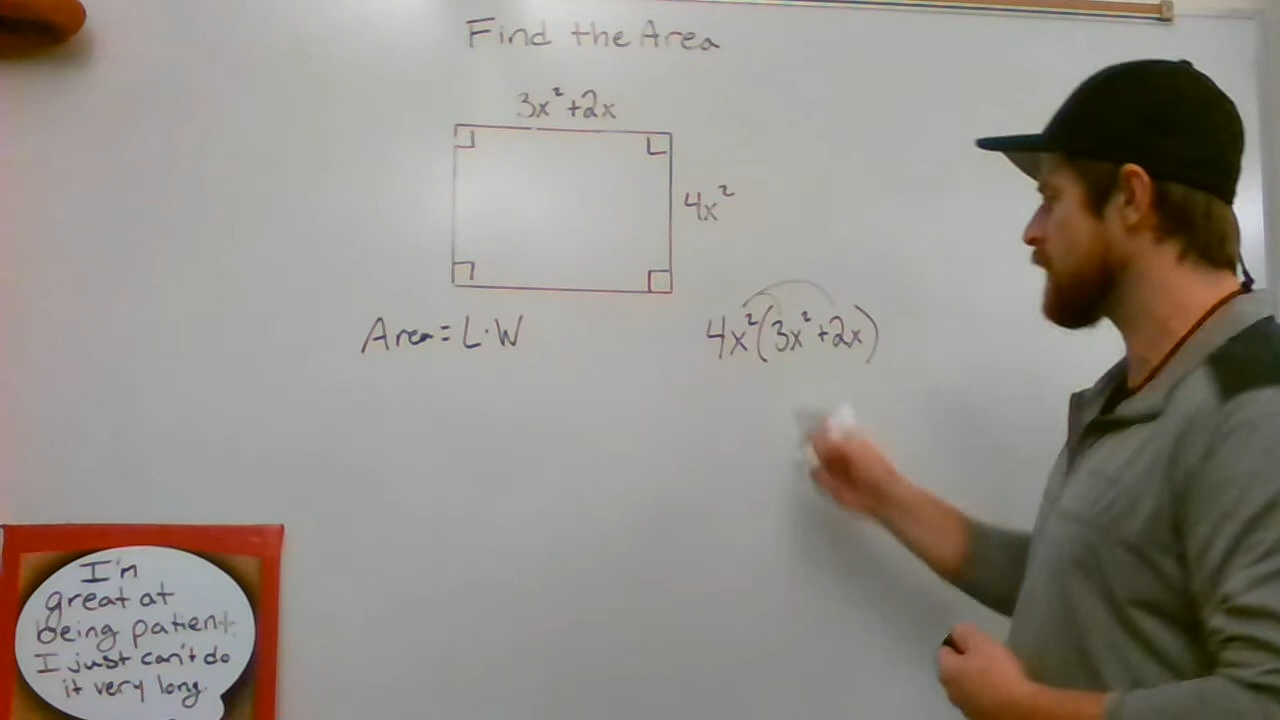 Find the Area
3x²+2x
4x²
Area=L·W
4x²(3x²+2x)
I'm
great at
being patient
I just can't do
it very long.